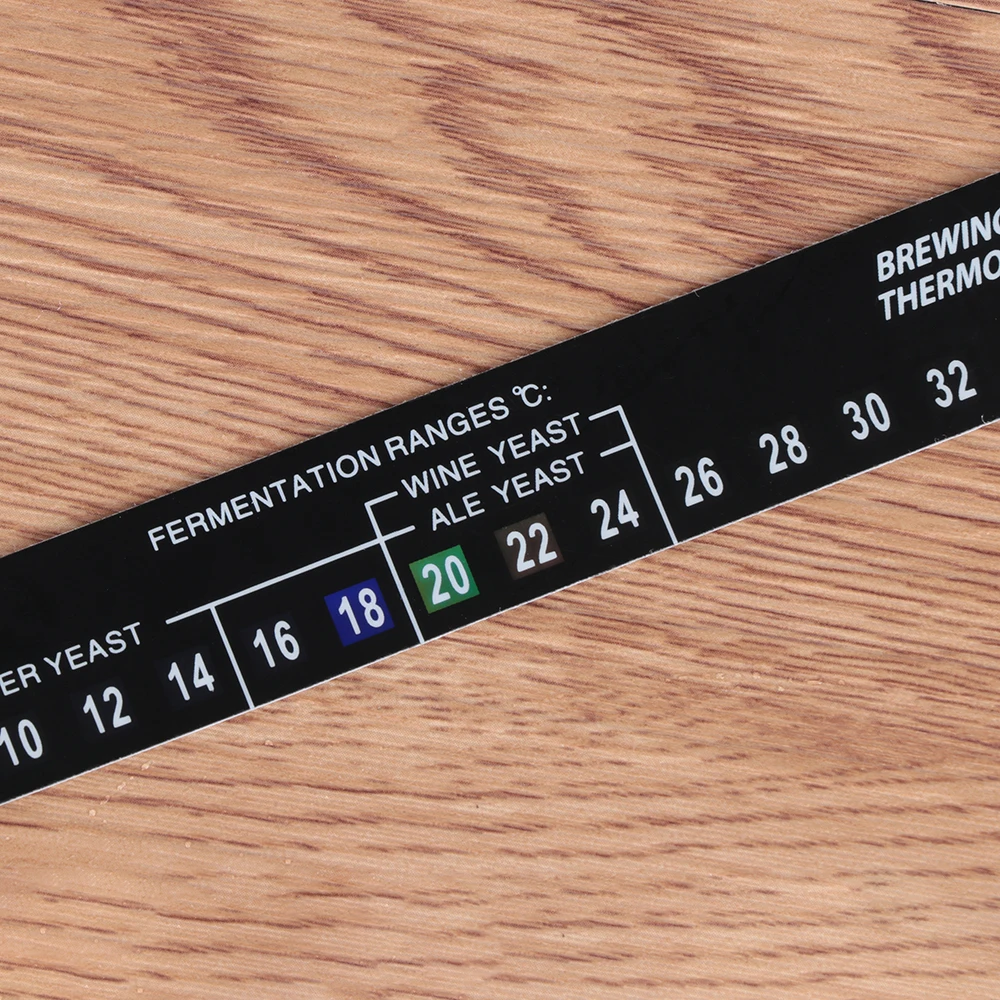 BREWING
THERMO
FERMENTATION RANGES °C:
WINE YEAST
ALE YEAST
ER YEAST
10 12 14 16 18 20 22 24 26 28 30 32